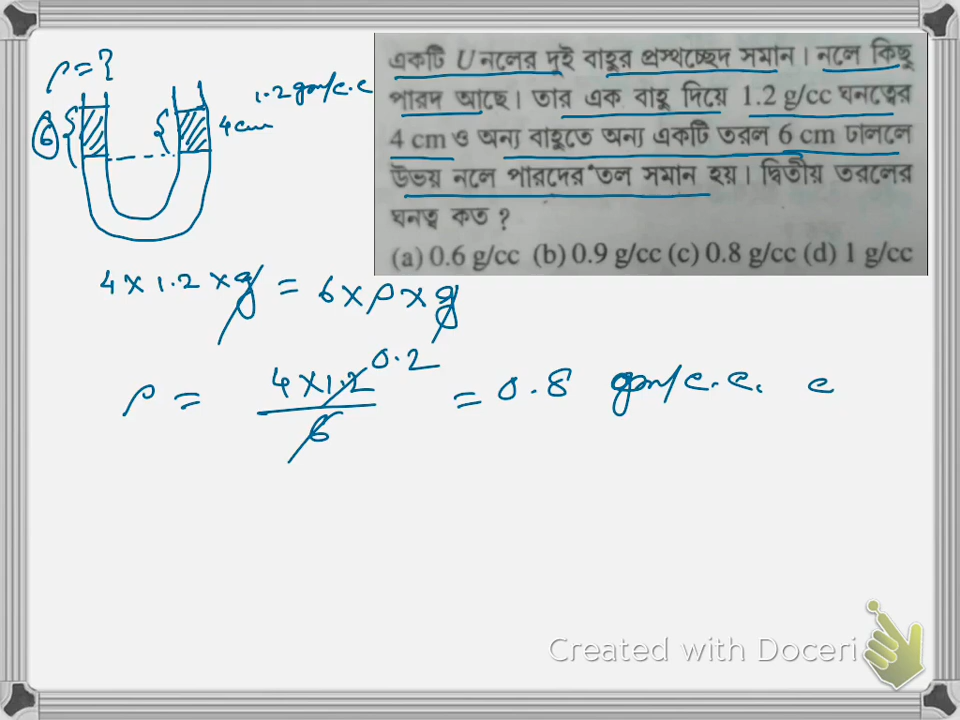 ρ = ?
1.2 gm/c.c
6
4 cm
একটি U নলের দুই বাহুর প্রস্থচ্ছেদ সমান। নলে কিছু
পারদ আছে। তার এক বাহু দিয়ে 1.2 g/cc ঘনত্বের
4 cm ও অন্য বাহুতে অন্য একটি তরল 6 cm ঢাললে
উভয় নলে পারদের তল সমান হয়। দ্বিতীয় তরলের
ঘনত্ব কত ?
(a) 0.6 g/cc (b) 0.9 g/cc (c) 0.8 g/cc (d) 1 g/cc
4 × 1.2 × g = 6 × ρ × g
ρ = 4 × 1.2 0.2 / 6 = 0.8 gm/c.c. c
Created with Doceri